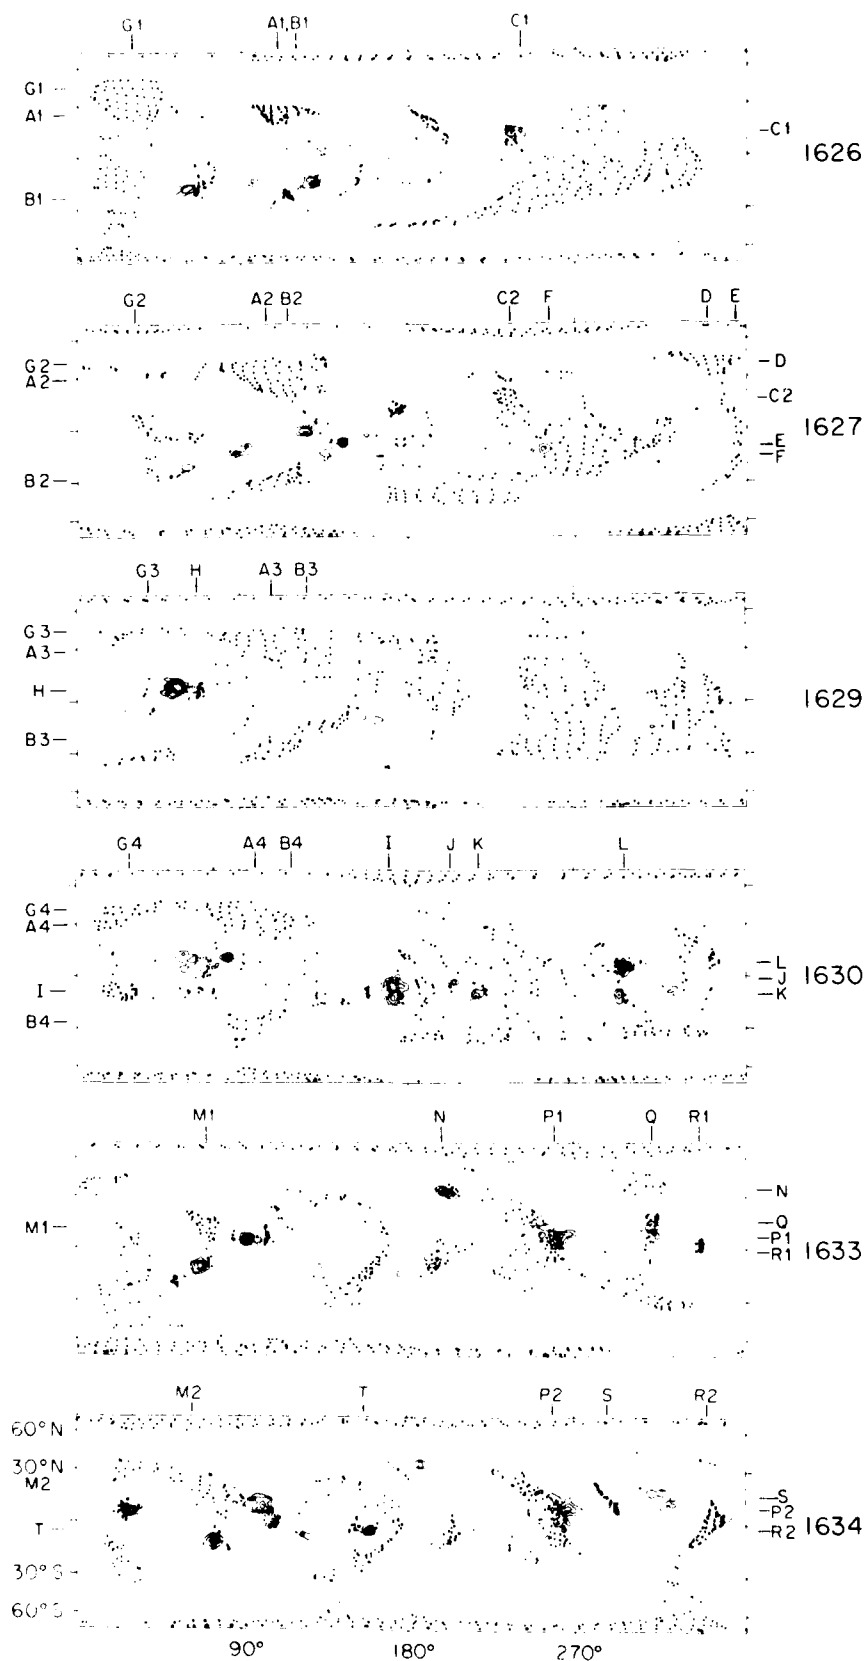 G1 A1,B1 C1
G1
A1
C1
1626
B1
G2 A2 B2 C2 F D E
G2
D
A2
C2
1627
E
F
B2
G3 H A3 B3
G3
A3
H
1629
B3
G4 A4 B4 I J K L
G4
A4
L
J
1630
I
K
B4
M1 N P1 Q R1
N
M1
Q
P1
R1
1633
M2 T P2 S R2
60°N
30°N
M2
S
P2
T
R2
1634
30°S
60°S
90° 180° 270°